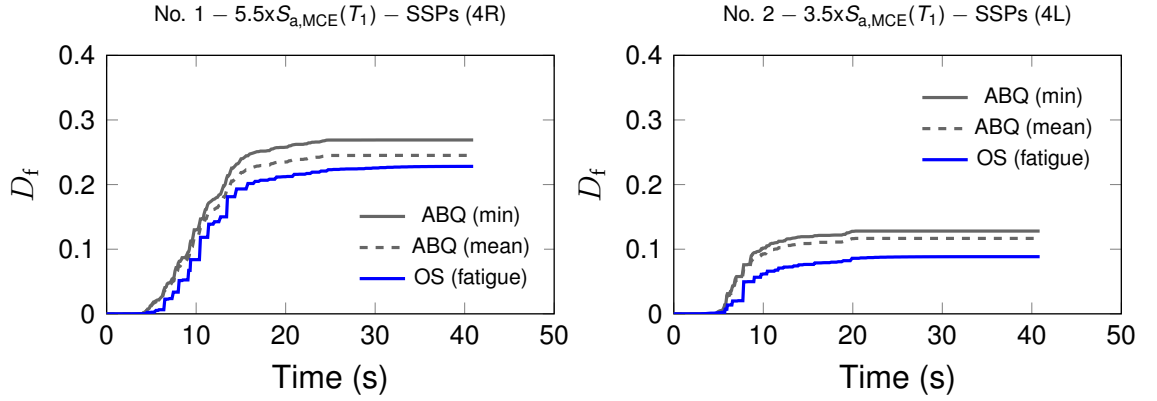 No. 1 – 5.5xSa,MCE(T1) – SSPs (4R)
0.4
0.3
0.2
0.1
0
Df
ABQ (min)
ABQ (mean)
OS (fatigue)
0 10 20 30 40 50
Time (s)
No. 2 – 3.5xSa,MCE(T1) – SSPs (4L)
0.4
0.3
0.2
0.1
0
Df
ABQ (min)
ABQ (mean)
OS (fatigue)
0 10 20 30 40 50
Time (s)